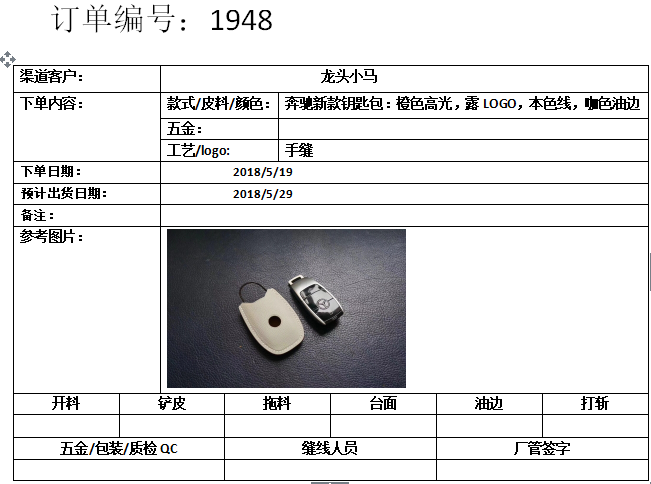 订单编号：1948
渠道客户： 龙头小马
下单内容： 款式/皮料/颜色： 奔驰新款钥匙包：橙色高光，露 LOGO，本色线，咖色油边
五金：
工艺/logo: 手缝
下单日期： 2018/5/19
预计出货日期： 2018/5/29
备注：
参考图片：
开料 铲皮 拖料 台面 油边 打斩
五金/包装/质检 QC 缝线人员 厂管签字